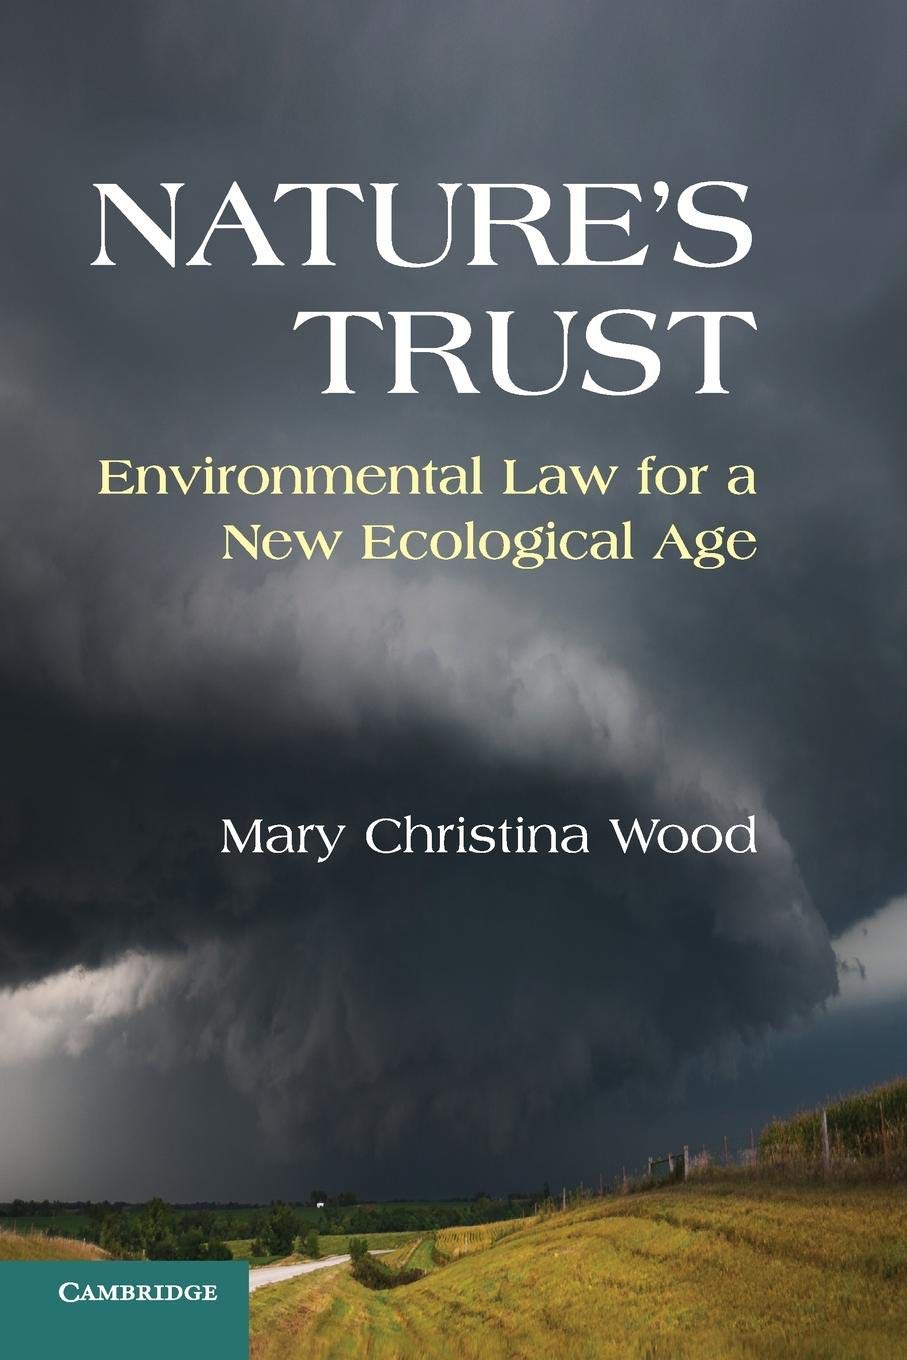 NATURE'S
TRUST
Environmental Law for a
New Ecological Age
Mary Christina Wood
CAMBRIDGE